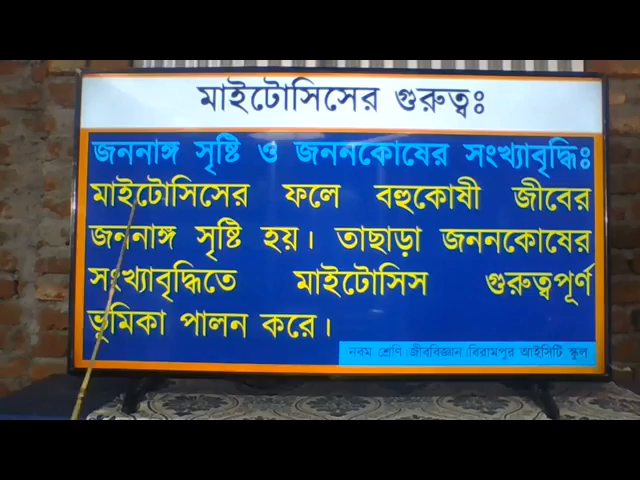 মাইটোসিসের গুরুত্বঃ
জননাঙ্গ সৃষ্টি ও জননকোষের সংখ্যাবৃদ্ধিঃ
মাইটোসিসের ফলে বহুকোষী জীবের
জননাঙ্গ সৃষ্টি হয়। তাছাড়া জননকোষের
সংখ্যাবৃদ্ধিতে মাইটোসিস গুরুত্বপূর্ণ
ভূমিকা পালন করে।
নবম শ্রেণি।জীববিজ্ঞান।বিরামপুর আইসিটি স্কুল